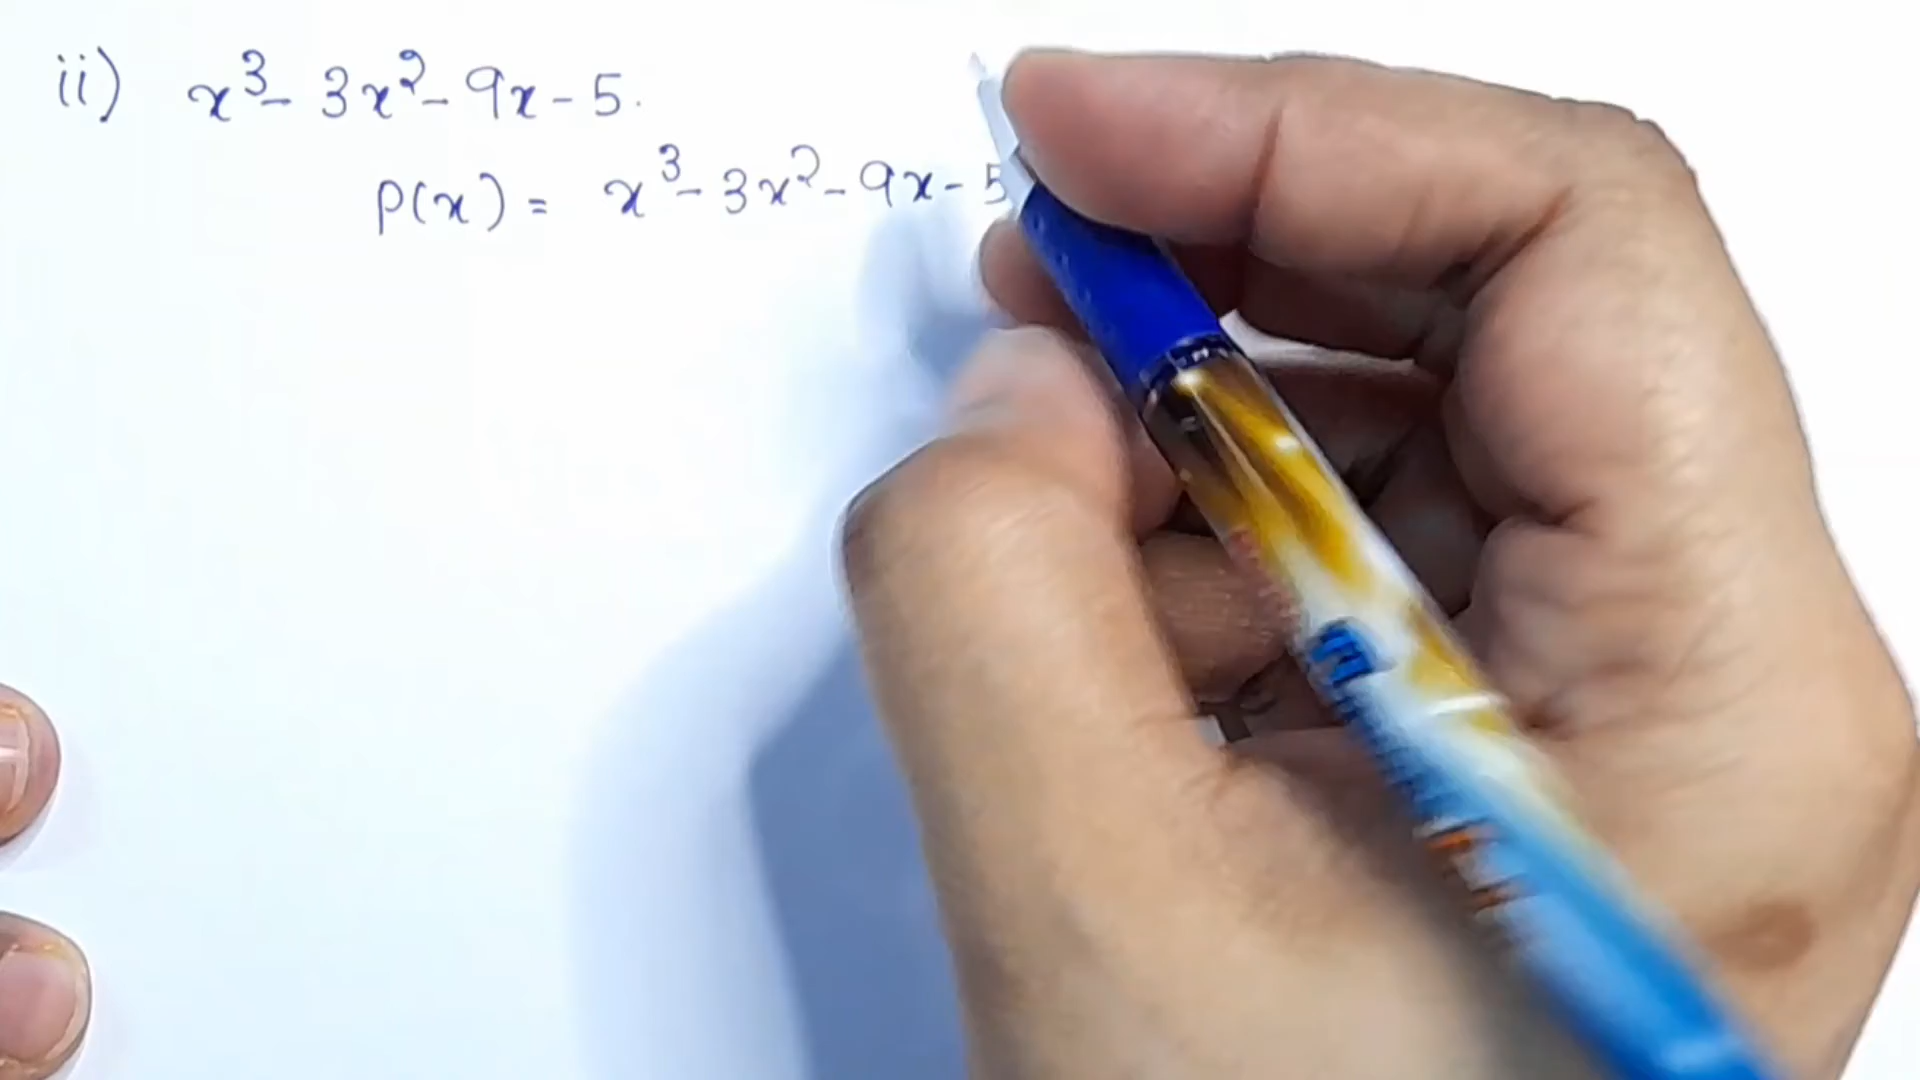 ii) x³- 3x²- 9x - 5.
p(x) = x³- 3x²- 9x - 5